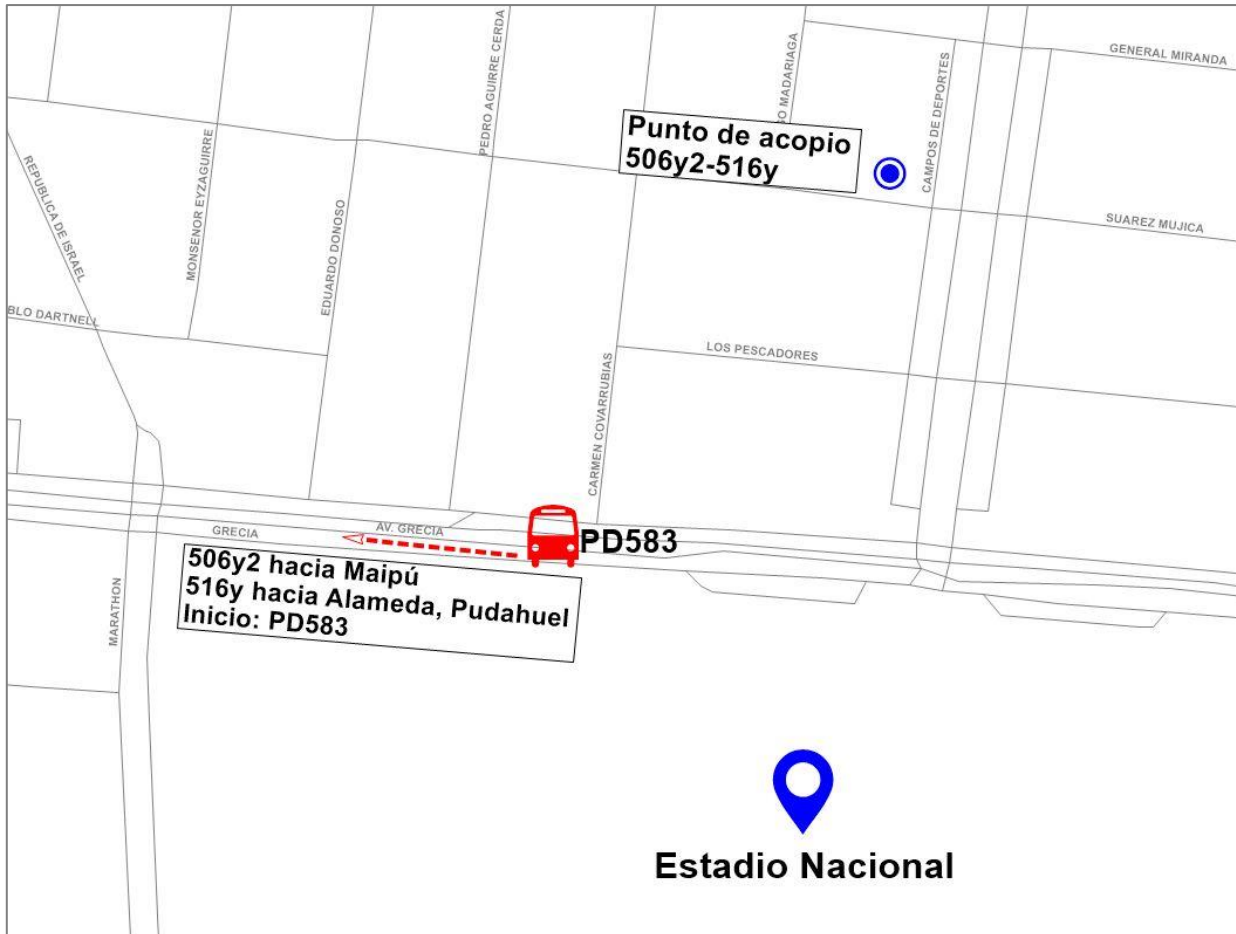 GENERAL MIRANDA
PEDRO AGUIRRE CERDA
MADARIAGA
CAMPOS DE DEPORTES
Punto de acopio
506y2-516y
MONSENOR EYZAGUIRRE
REPUBLICA DE ISRAEL
EDUARDO DONOSO
SUAREZ MUJICA
BLO DARTNELL
LOS PESCADORES
CARMEN COVARRUBIAS
GRECIA
AV. GRECIA
PD583
506y2 hacia Maipú
516y hacia Alameda, Pudahuel
Inicio: PD583
MARATHON
Estadio Nacional